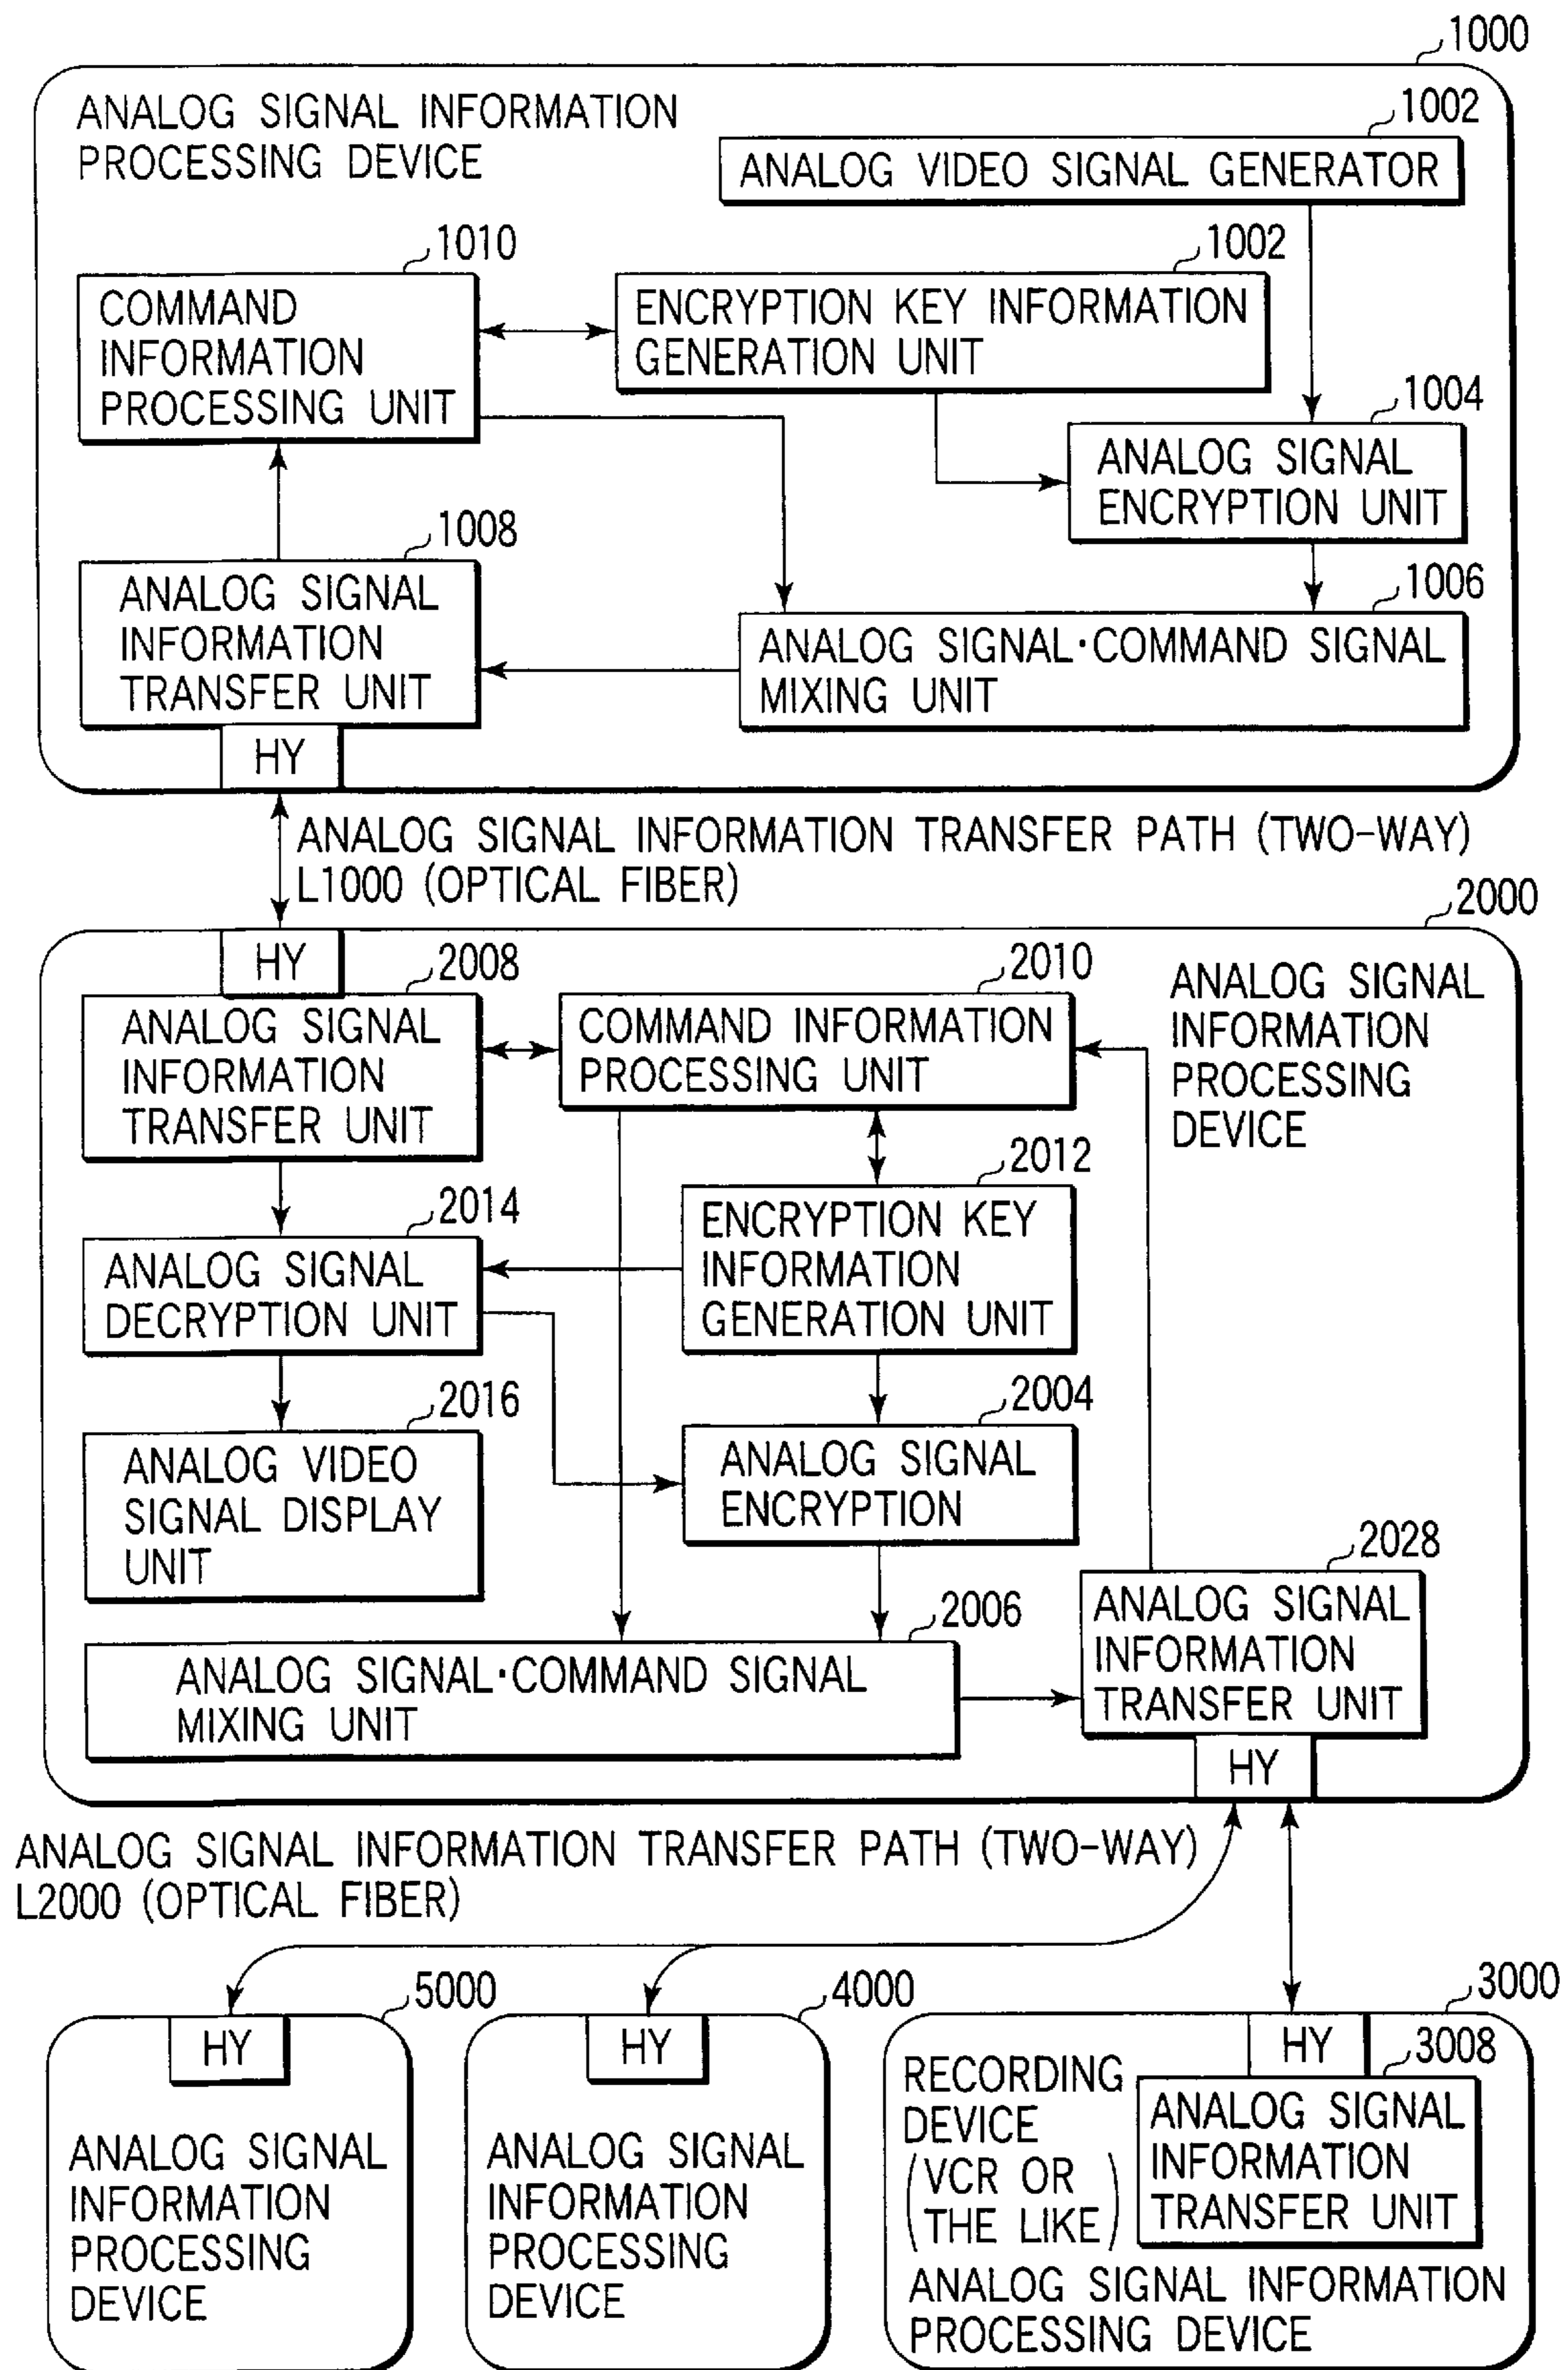 1000
ANALOG SIGNAL INFORMATION
PROCESSING DEVICE
1002
ANALOG VIDEO SIGNAL GENERATOR
1010
COMMAND
INFORMATION
PROCESSING UNIT
1002
ENCRYPTION KEY INFORMATION
GENERATION UNIT
1004
ANALOG SIGNAL
ENCRYPTION UNIT
1008
ANALOG SIGNAL
INFORMATION
TRANSFER UNIT
1006
ANALOG SIGNAL·COMMAND SIGNAL
MIXING UNIT
HY
ANALOG SIGNAL INFORMATION TRANSFER PATH (TWO-WAY)
L1000 (OPTICAL FIBER)
2000
HY
2008
ANALOG SIGNAL
INFORMATION
TRANSFER UNIT
2010
COMMAND INFORMATION
PROCESSING UNIT
ANALOG SIGNAL
INFORMATION
PROCESSING
DEVICE
2014
ANALOG SIGNAL
DECRYPTION UNIT
2012
ENCRYPTION KEY
INFORMATION
GENERATION UNIT
2016
ANALOG VIDEO
SIGNAL DISPLAY
UNIT
2004
ANALOG SIGNAL
ENCRYPTION
2006
ANALOG SIGNAL·COMMAND SIGNAL
MIXING UNIT
2028
ANALOG SIGNAL
INFORMATION
TRANSFER UNIT
HY
ANALOG SIGNAL INFORMATION TRANSFER PATH (TWO-WAY)
L2000 (OPTICAL FIBER)
5000
HY
ANALOG SIGNAL
INFORMATION
PROCESSING
DEVICE
4000
HY
ANALOG SIGNAL
INFORMATION
PROCESSING
DEVICE
3000
HY
RECORDING
DEVICE
(VCR OR
THE LIKE)
3008
ANALOG SIGNAL
INFORMATION
TRANSFER UNIT
ANALOG SIGNAL INFORMATION
PROCESSING DEVICE